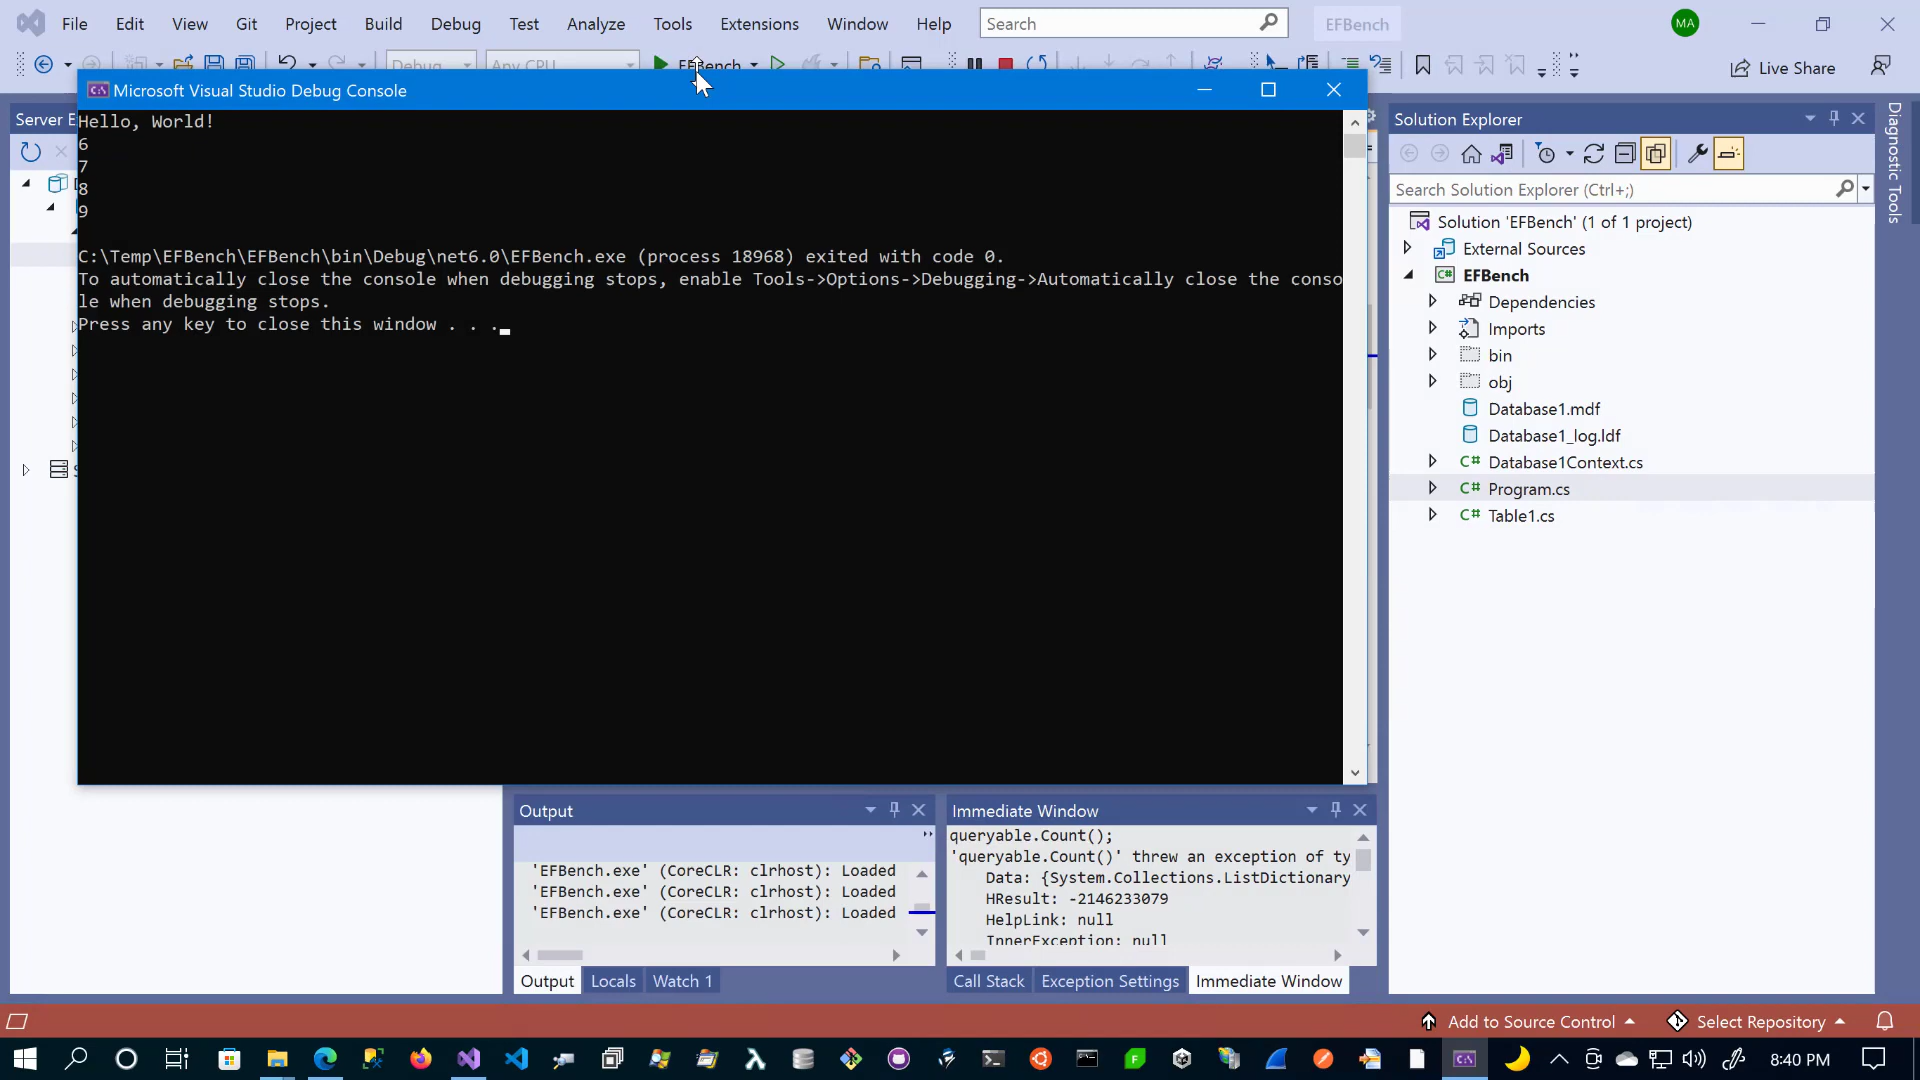 File Edit View Git Project Build Debug Test Analyze Tools Extensions Window Help Search EFBench MA
Debug Any CPU EFBench Live Share
Microsoft Visual Studio Debug Console
Hello, World!
6
7
8
9
C:\Temp\EFBench\EFBench\bin\Debug\net6.0\EFBench.exe (process 18968) exited with code 0.
To automatically close the console when debugging stops, enable Tools->Options->Debugging->Automatically close the conso
le when debugging stops.
Press any key to close this window . . .
Server E
Solution Explorer
Search Solution Explorer (Ctrl+;)
Solution 'EFBench' (1 of 1 project)
External Sources
EFBench
Dependencies
Imports
bin
obj
Database1.mdf
Database1_log.ldf
Database1Context.cs
Program.cs
Table1.cs
Diagnostic Tools
Output
'EFBench.exe' (CoreCLR: clrhost): Loaded
'EFBench.exe' (CoreCLR: clrhost): Loaded
'EFBench.exe' (CoreCLR: clrhost): Loaded
Output Locals Watch 1
Immediate Window
queryable.Count();
'queryable.Count()' threw an exception of ty
Data: {System.Collections.ListDictionary
HResult: -2146233079
HelpLink: null
InnerException: null
Call Stack Exception Settings Immediate Window
Add to Source Control Select Repository
8:40 PM